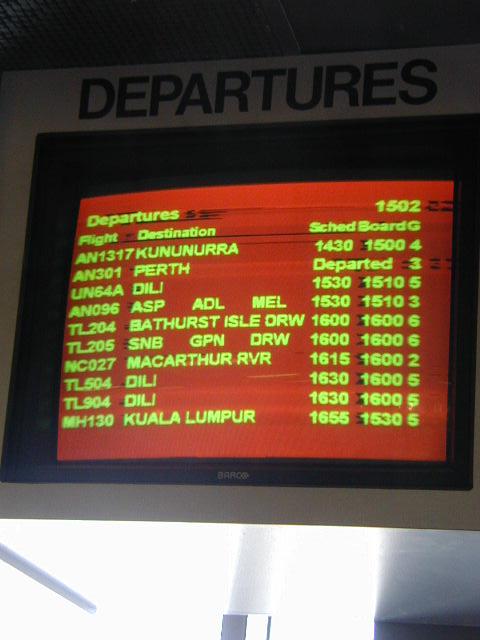 DEPARTURES
Departures 1502
Flight Destination Sched Board G
AN1317 KUNUNURRA 1430 1500 4
AN301 PERTH Departed 3
UN64A DILI 1530 1510 5
AN096 ASP ADL MEL 1530 1510 3
TL204 BATHURST ISLE DRW 1600 1600 6
TL205 SNB GPN DRW 1600 1600 6
NC027 MACARTHUR RVR 1615 1600 2
TL504 DILI 1630 1600 5
TL904 DILI 1630 1600 5
MH130 KUALA LUMPUR 1655 1530 5
BARCO